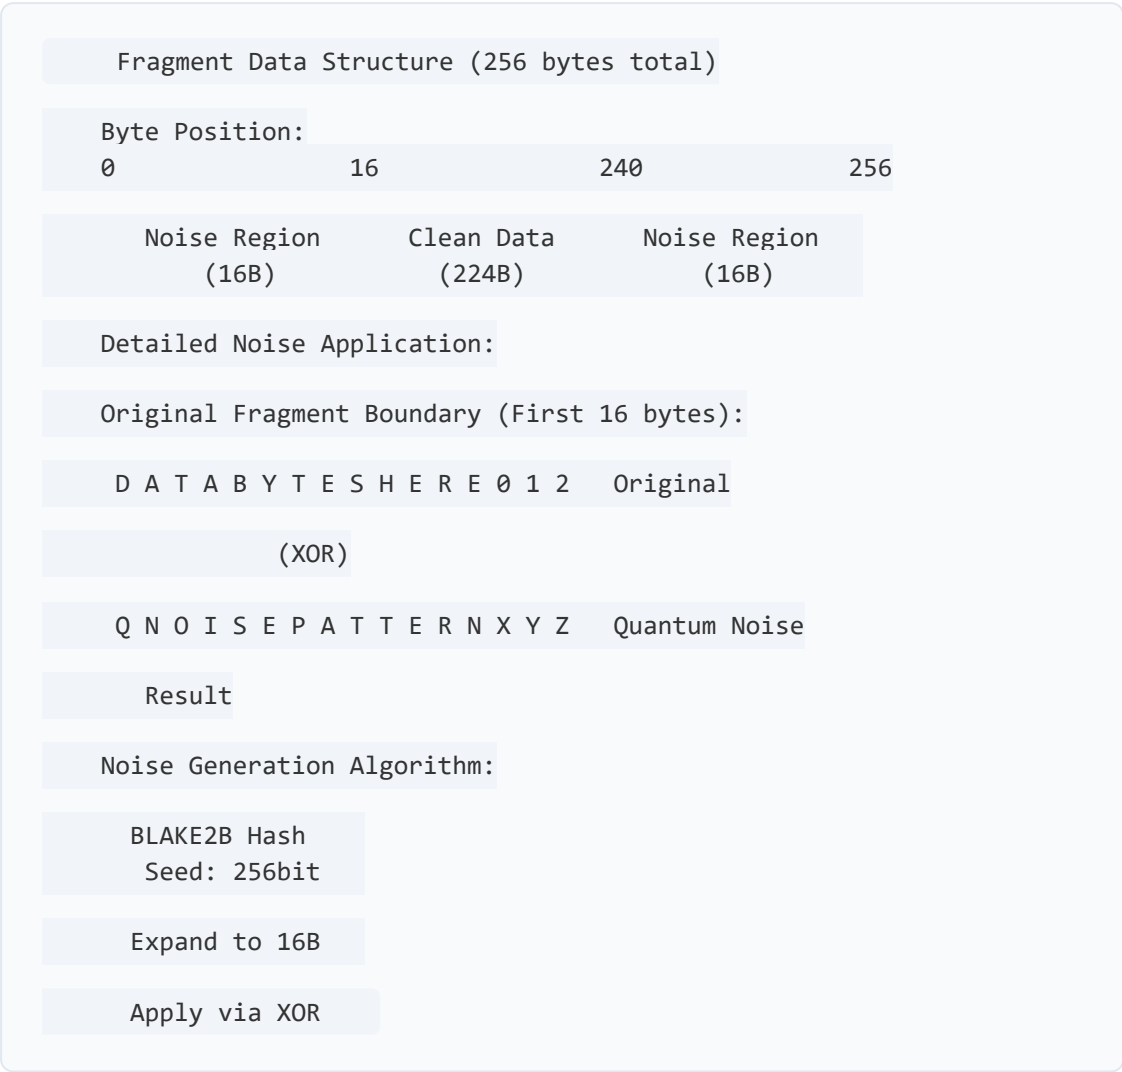 Fragment Data Structure (256 bytes total)
Byte Position:
0 16 240 256
Noise Region Clean Data Noise Region
(16B) (224B) (16B)
Detailed Noise Application:
Original Fragment Boundary (First 16 bytes):
D A T A B Y T E S H E R E 0 1 2 Original
(XOR)
Q N O I S E P A T T E R N X Y Z Quantum Noise
Result
Noise Generation Algorithm:
BLAKE2B Hash
Seed: 256bit
Expand to 16B
Apply via XOR